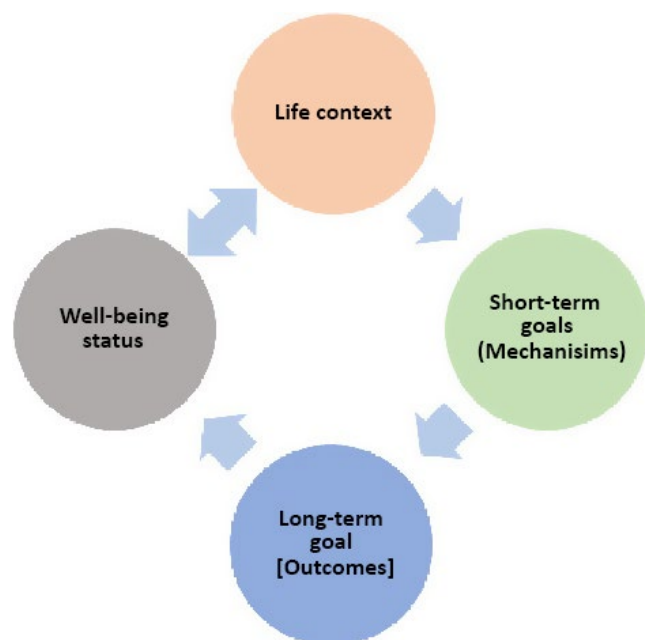 Life context
Well-being
status
Short-term
goals
(Mechanisims)
Long-term
goal
[Outcomes]